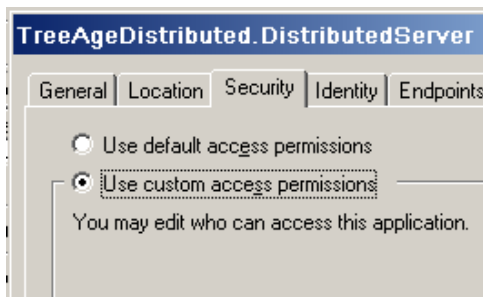 TreeAgeDistributed.DistributedServer
General Location Security Identity Endpoints
Use default access permissions
Use custom access permissions
You may edit who can access this application.